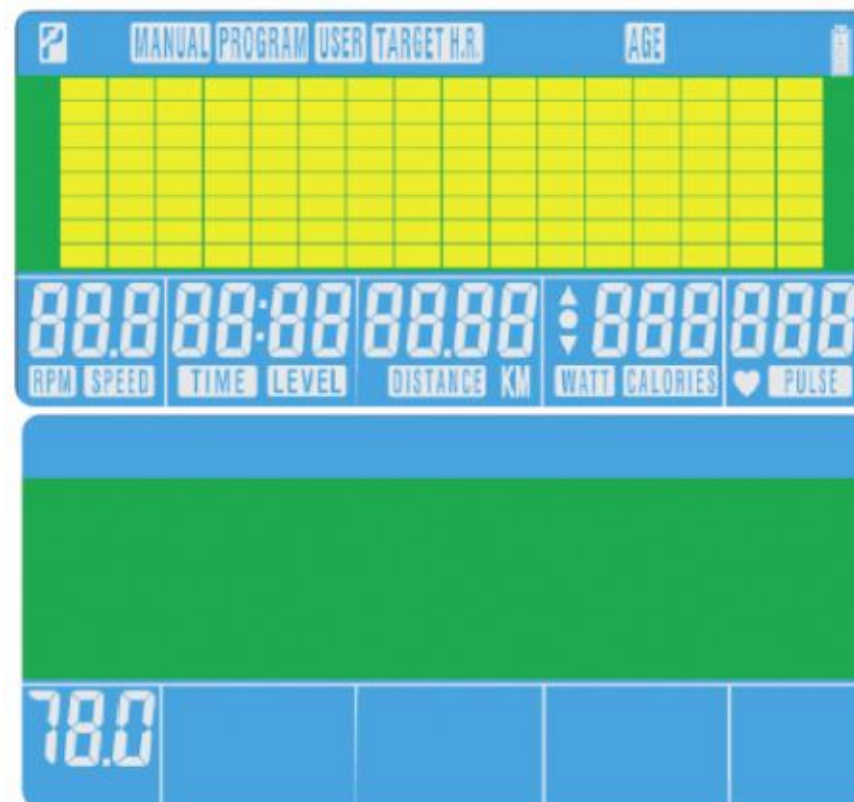 P MANUAL PROGRAM USER TARGET H.R. AGE
88.8 88:88 88.88 888 888
RPM SPEED TIME LEVEL DISTANCE KM WATT CALORIES PULSE
78.0